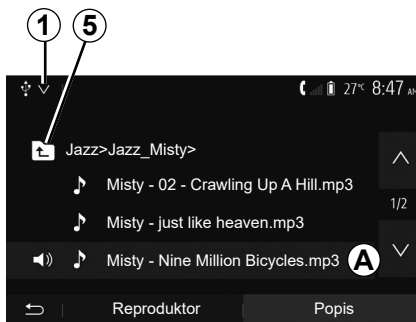 1 5
27°C 8:47 AM
Jazz>Jazz_Misty>
Misty - 02 - Crawling Up A Hill.mp3
1/2
Misty - just like heaven.mp3
Misty - Nine Million Bicycles.mp3 A
Reproduktor Popis